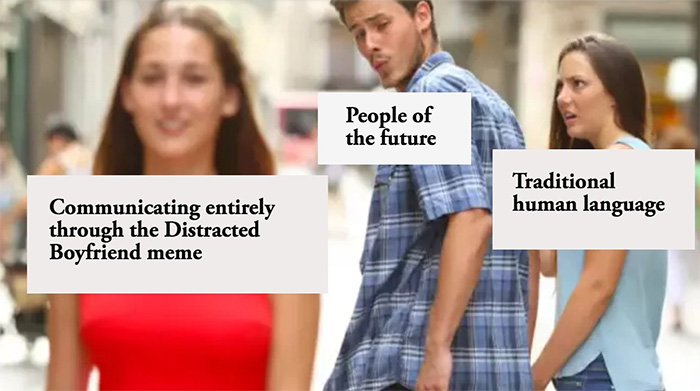 Communicating entirely
through the Distracted
Boyfriend meme
People of
the future
Traditional
human language